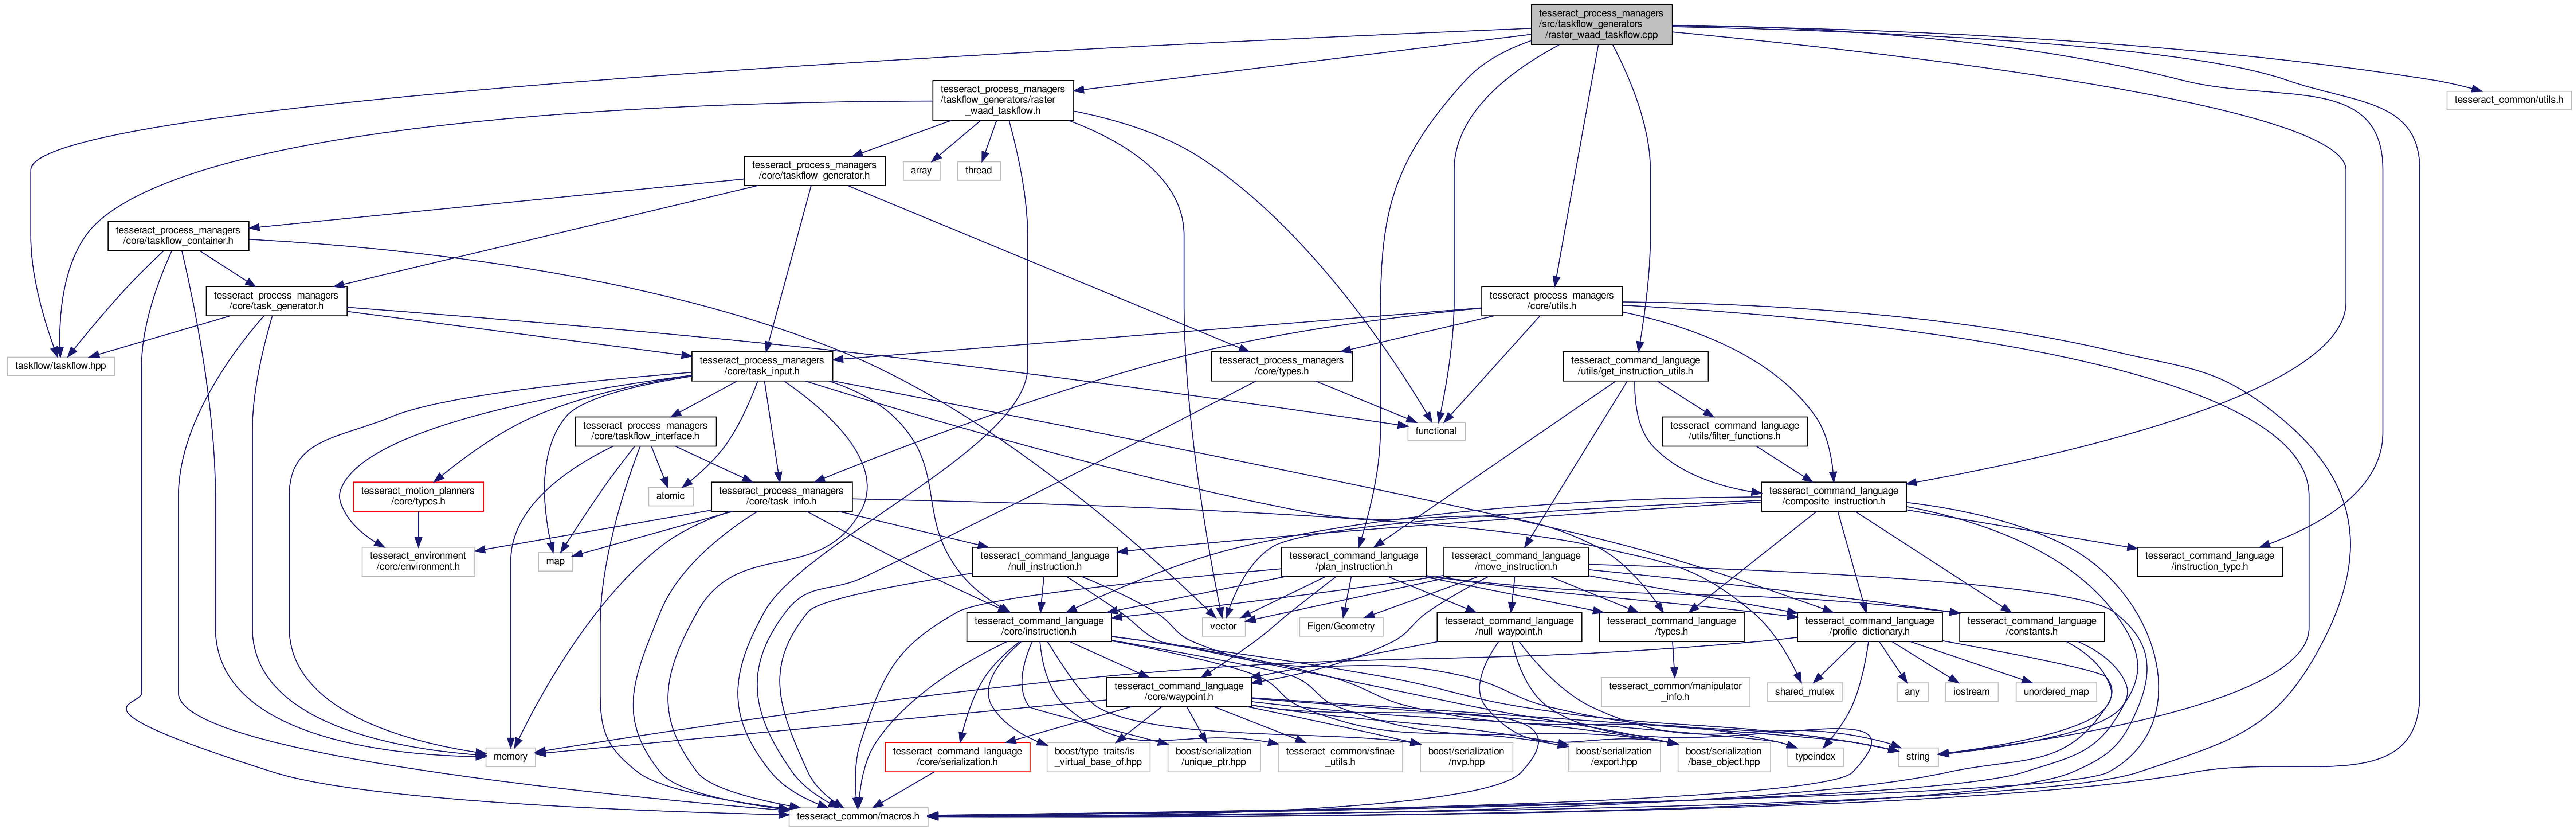 tesseract_process_managers
/src/taskflow_generators
/raster_waad_taskflow.cpp
tesseract_process_managers
/taskflow_generators/raster
_waad_taskflow.h
tesseract_common/utils.h
tesseract_process_managers
/core/taskflow_generator.h
array
thread
tesseract_process_managers
/core/taskflow_container.h
tesseract_process_managers
/core/task_generator.h
tesseract_process_managers
/core/utils.h
taskflow/taskflow.hpp
tesseract_process_managers
/core/task_input.h
tesseract_process_managers
/core/types.h
tesseract_command_language
/utils/get_instruction_utils.h
tesseract_process_managers
/core/taskflow_interface.h
functional
tesseract_command_language
/utils/filter_functions.h
tesseract_motion_planners
/core/types.h
atomic
tesseract_process_managers
/core/task_info.h
tesseract_command_language
/composite_instruction.h
tesseract_environment
/core/environment.h
map
tesseract_command_language
/null_instruction.h
tesseract_command_language
/plan_instruction.h
tesseract_command_language
/move_instruction.h
tesseract_command_language
/instruction_type.h
tesseract_command_language
/core/instruction.h
vector
Eigen/Geometry
tesseract_command_language
/null_waypoint.h
tesseract_command_language
/types.h
tesseract_command_language
/profile_dictionary.h
tesseract_command_language
/constants.h
tesseract_command_language
/core/waypoint.h
tesseract_common/manipulator
_info.h
shared_mutex
any
iostream
unordered_map
memory
tesseract_command_language
/core/serialization.h
boost/type_traits/is
_virtual_base_of.hpp
boost/serialization
/unique_ptr.hpp
tesseract_common/sfinae
_utils.h
boost/serialization
/nvp.hpp
boost/serialization
/export.hpp
boost/serialization
/base_object.hpp
typeindex
string
tesseract_common/macros.h